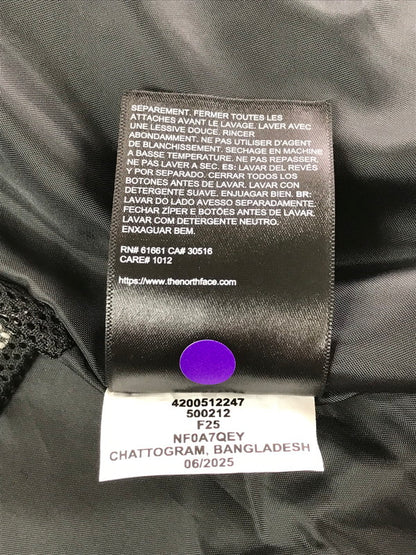 SEPAREMENT. FERMER TOUTES LES
ATTACHES AVANT LE LAVAGE. LAVER AVEC
UNE LESSIVE DOUCE. RINCER
ABONDAMMENT. NE PAS UTILISER D'AGENT
DE BLANCHISSEMENT. SECHAGE EN MACHINE
A BASSE TEMPERATURE. NE PAS REPASSER,
NE PAS LAVER A SEC. ES: LAVAR DEL REVÉS
Y POR SEPARADO. CERRAR TODOS LOS
BOTONES ANTES DE LAVAR. LAVAR CON
DETERGENTE SUAVE. ENJUAGAR BIEN. BR:
LAVAR DO LADO AVESSO SEPARADAMENTE.
FECHAR ZÍPER E BOTÕES ANTES DE LAVAR.
LAVAR COM DETERGENTE NEUTRO.
ENXAGUAR BEM.
RN# 61661 CA# 30516
CARE# 1012
https://www.thenorthface.com/
4200512247
500212
F25
NF0A7QEY
CHATTOGRAM, BANGLADESH
06/2025